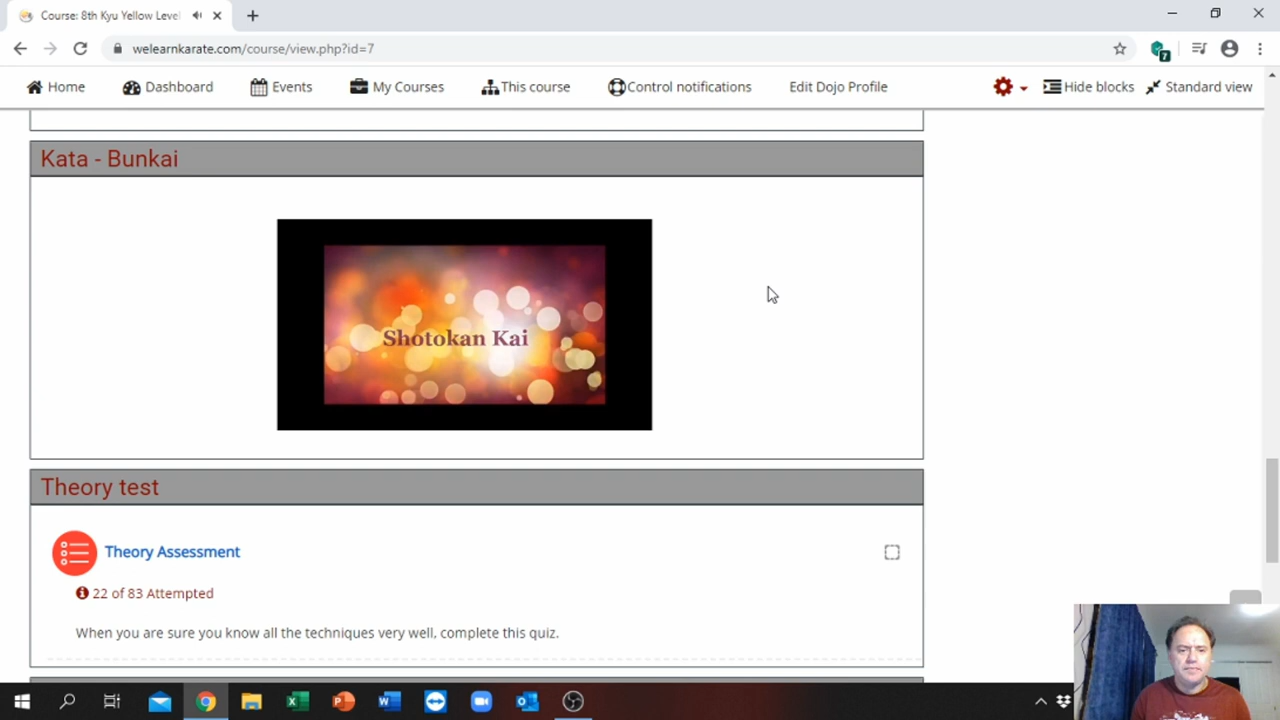 Course: 8th Kyu Yellow Level
welearnkarate.com/course/view.php?id=7
7
Home
Dashboard
Events
My Courses
This course
Control notifications
Edit Dojo Profile
Hide blocks
Standard view
Kata - Bunkai
Shotokan Kai
Theory test
Theory Assessment
22 of 83 Attempted
When you are sure you know all the techniques very well, complete this quiz.